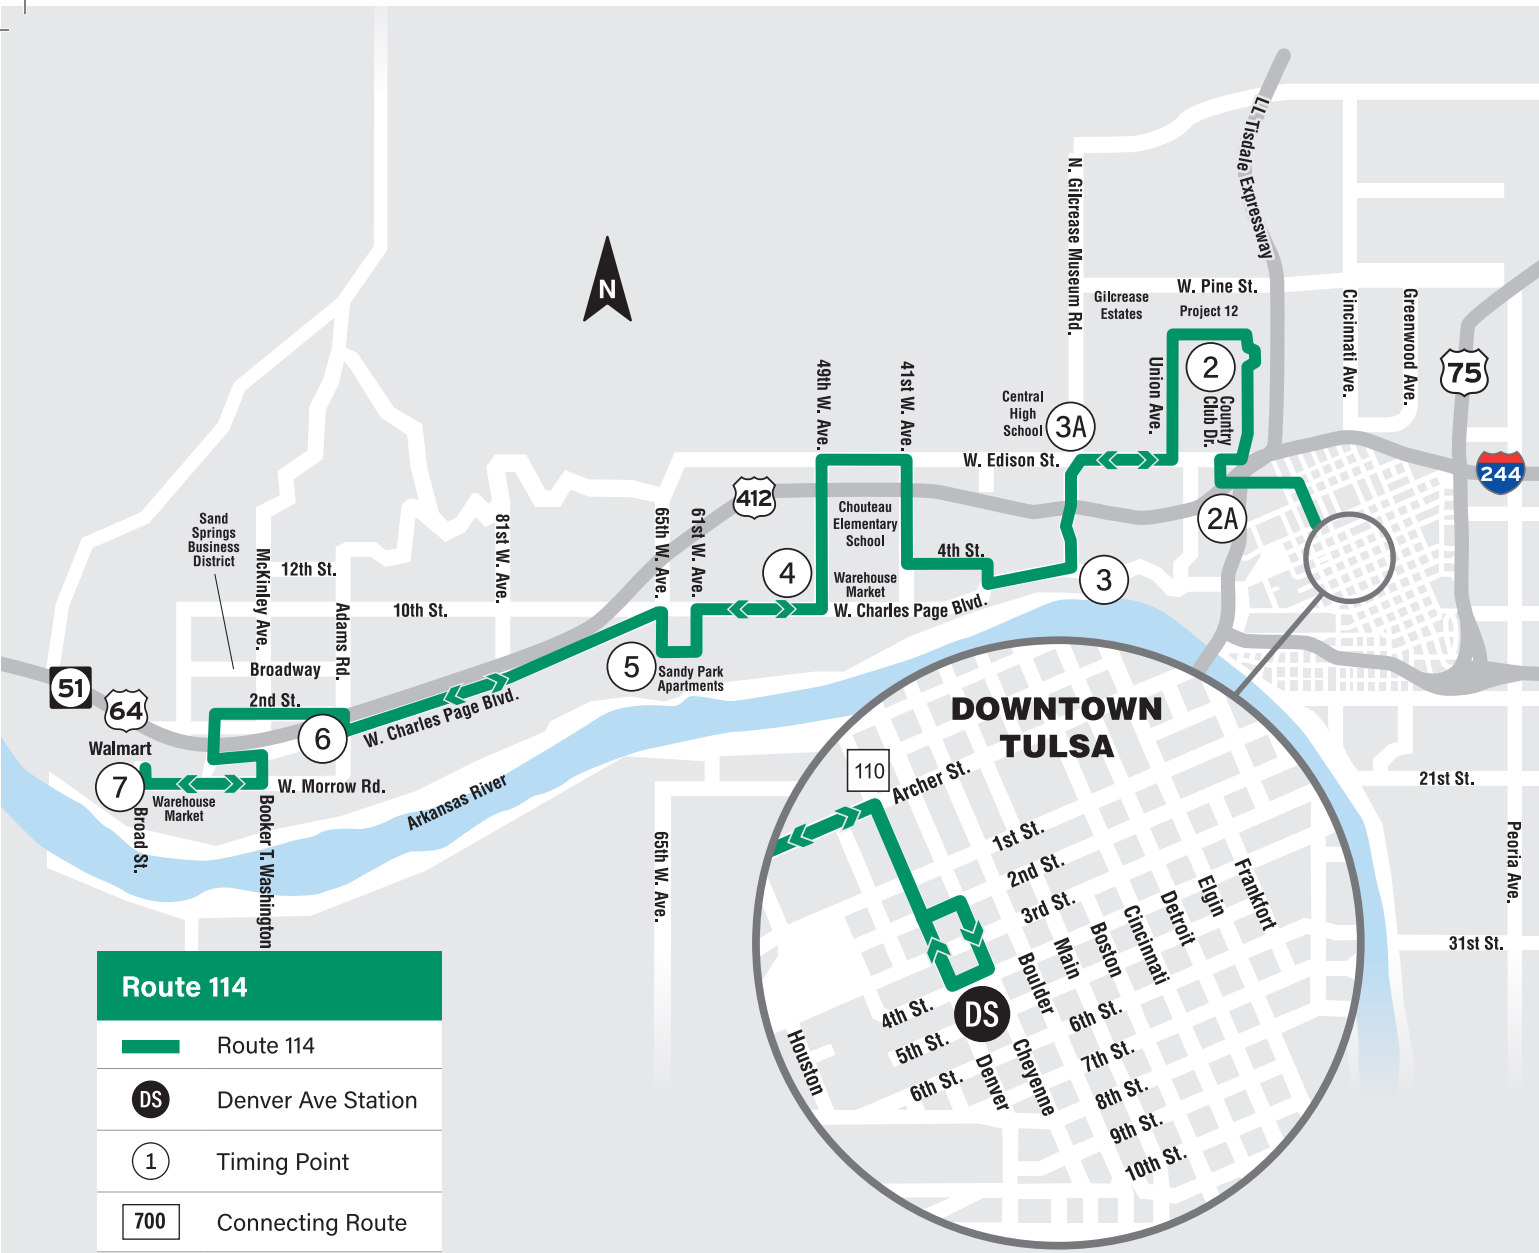 LL Tisdale Expressway
N. Gilcrease Museum Rd.
N
W. Pine St.
Gilcrease
Estates
Project 12
Cincinnati Ave.
Greenwood Ave.
75
2
Union Ave.
Country
Club Dr.
49th W. Ave.
41st W. Ave.
Central
High
School
3A
W. Edison St.
244
412
2A
Chouteau
Elementary
School
Sand
Springs
Business
District
McKinley Ave.
12th St.
81st W. Ave.
65th W. Ave.
61st W. Ave.
4th St.
4
3
Warehouse
Market
W. Charles Page Blvd.
10th St.
Adams Rd.
Broadway
5
Sandy Park
Apartments
51
64
2nd St.
6
W. Charles Page Blvd.
Walmart
7
Warehouse
Market
W. Morrow Rd.
Broad St.
Booker T. Washington
Arkansas River
65th W. Ave.
21st St.
Peoria Ave.
31st St.
DOWNTOWN
TULSA
110
Archer St.
1st St.
2nd St.
3rd St.
Frankfort
Elgin
Detroit
Cincinnati
Boston
Main
Boulder
4th St.
DS
5th St.
6th St.
Houston
Denver
Cheyenne
6th St.
7th St.
8th St.
9th St.
10th St.
Route 114
Route 114
DS Denver Ave Station
1 Timing Point
700 Connecting Route